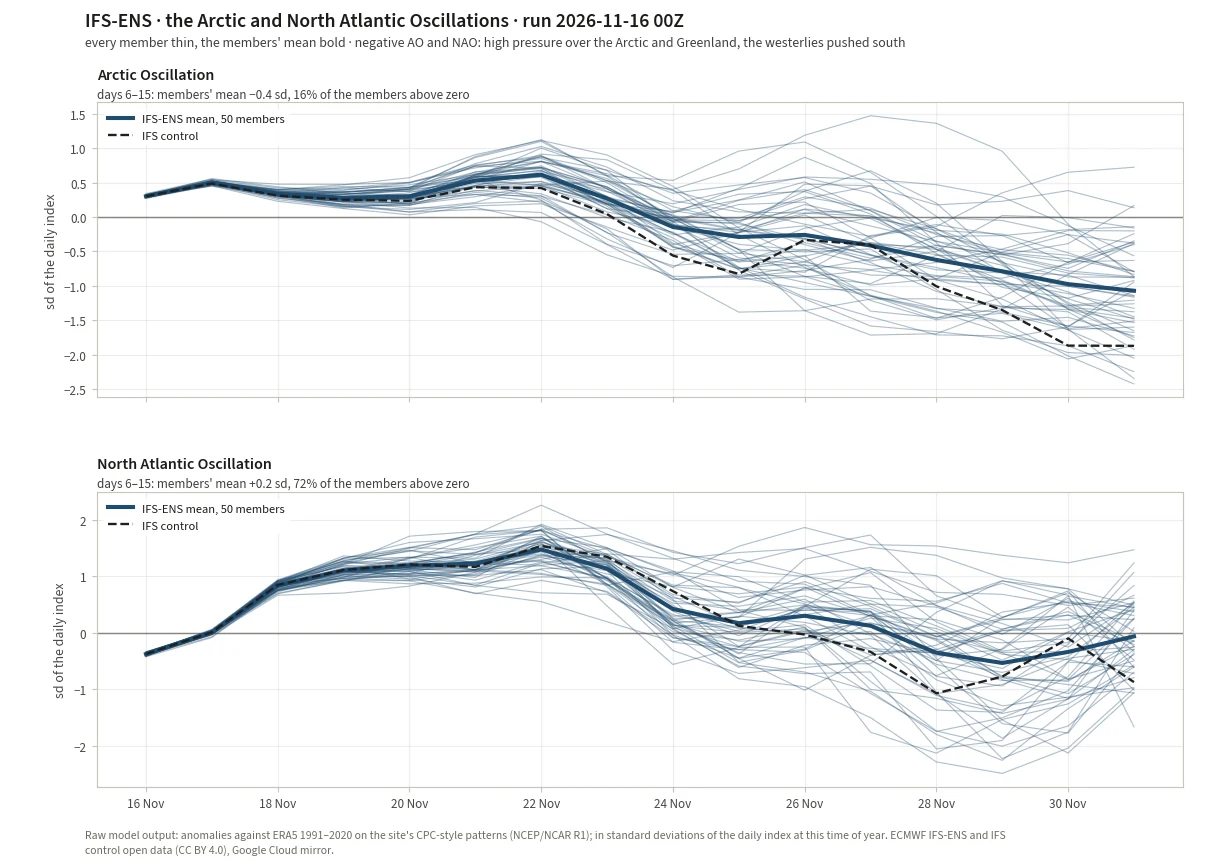 IFS-ENS · the Arctic and North Atlantic Oscillations · run 2026-11-16 00Z
every member thin, the members' mean bold · negative AO and NAO: high pressure over the Arctic and Greenland, the westerlies pushed south
Arctic Oscillation
days 6–15: members' mean −0.4 sd, 16% of the members above zero
IFS-ENS mean, 50 members
IFS control
sd of the daily index
1.5
1.0
0.5
0.0
−0.5
−1.0
−1.5
−2.0
−2.5
North Atlantic Oscillation
days 6–15: members' mean +0.2 sd, 72% of the members above zero
IFS-ENS mean, 50 members
IFS control
sd of the daily index
2
1
0
−1
−2
16 Nov 18 Nov 20 Nov 22 Nov 24 Nov 26 Nov 28 Nov 30 Nov
Raw model output: anomalies against ERA5 1991–2020 on the site's CPC-style patterns (NCEP/NCAR R1); in standard deviations of the daily index at this time of year. ECMWF IFS-ENS and IFS
control open data (CC BY 4.0), Google Cloud mirror.